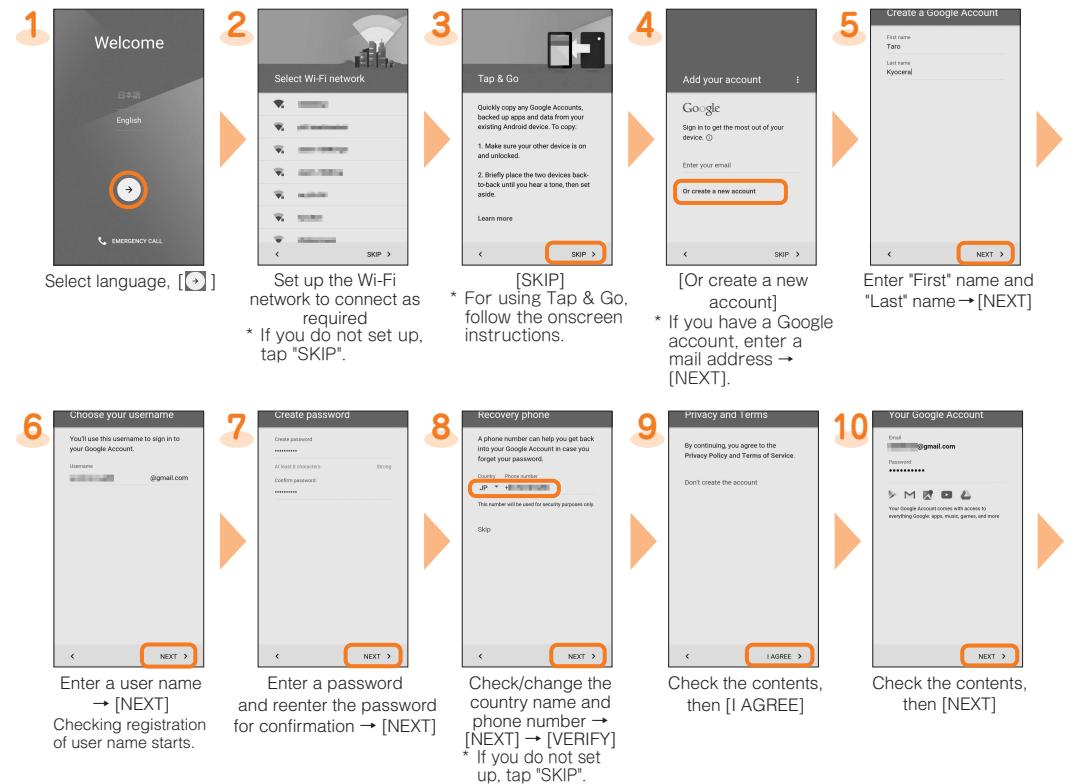 1
Welcome
日本語
English
EMERGENCY CALL
Select language, [ ]
2
Select Wi-Fi network
SKIP
Set up the Wi-Fi
network to connect as
required
* If you do not set up,
tap "SKIP".
3
Tap & Go
Quickly copy any Google Accounts,
backed up apps and data from your
existing Android device. To copy:
1. Make sure your other device is on
and unlocked.
2. Briefly place the two devices back-
to-back until you hear a tone, then set
aside.
Learn more
SKIP
[SKIP]
* For using Tap & Go,
follow the onscreen
instructions.
4
Add your account
Google
Sign in to get the most out of your
device.
Enter your email
Or create a new account
SKIP
[Or create a new
account]
* If you have a Google
account, enter a
mail address →
[NEXT].
5
Create a Google Account
First name
Taro
Last name
Kyocera
NEXT
Enter "First" name and
"Last" name → [NEXT]
6
Choose your username
You'll use this username to sign in to
your Google Account.
Username
@gmail.com
NEXT
Enter a user name
→ [NEXT]
Checking registration
of user name starts.
7
Create password
Create password
••••••••••
At least 8 characters Strong
Confirm password
••••••••••
NEXT
Enter a password
and reenter the password
for confirmation → [NEXT]
8
Recovery phone
A phone number can help you get back
into your Google Account in case you
forget your password.
Country Phone number
JP +
This number will be used for security purposes only.
Skip
NEXT
Check/change the
country name and
phone number →
[NEXT] → [VERIFY]
* If you do not set
up, tap "SKIP".
9
Privacy and Terms
By continuing, you agree to the
Privacy Policy and Terms of Service.
Don't create the account
I AGREE
Check the contents,
then [I AGREE]
10
Your Google Account
Email
@gmail.com
Password
••••••••••
Your Google Account comes with access to
everything Google: apps, music, games, and more
NEXT
Check the contents,
then [NEXT]